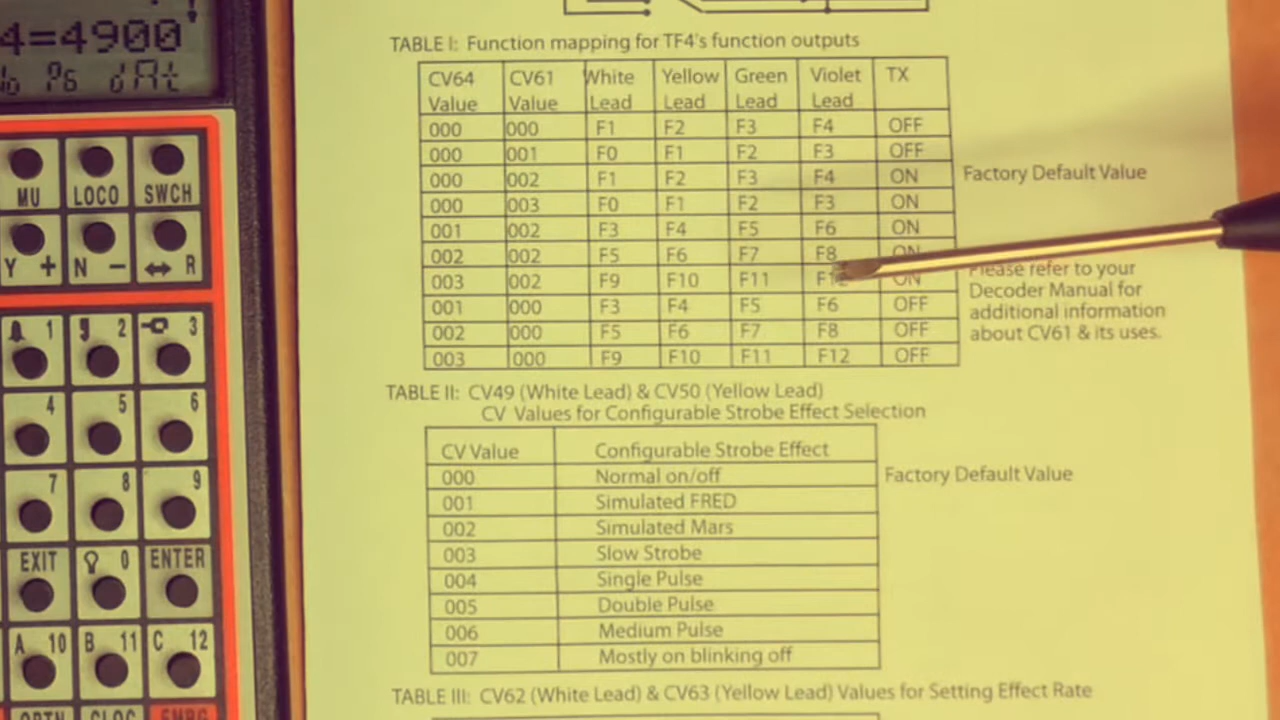 4=4900
P6 dAt
MU LOCO SWCH
Y + N - ↔ R
1 2 3
4 5 6
7 8 9
EXIT 0 ENTER
A 10 B 11 C 12
TABLE I: Function mapping for TF4's function outputs
CV64 Value CV61 Value White Lead Yellow Lead Green Lead Violet Lead TX
000 000 F1 F2 F3 F4 OFF
000 001 F0 F1 F2 F3 OFF
000 002 F1 F2 F3 F4 ON Factory Default Value
000 003 F0 F1 F2 F3 ON
001 002 F3 F4 F5 F6 ON
002 002 F5 F6 F7 F8 ON
003 002 F9 F10 F11 F12 ON
001 000 F3 F4 F5 F6 OFF
002 000 F5 F6 F7 F8 OFF
003 000 F9 F10 F11 F12 OFF
Please refer to your
Decoder Manual for
additional information
about CV61 & its uses.
TABLE II: CV49 (White Lead) & CV50 (Yellow Lead)
CV Values for Configurable Strobe Effect Selection
CV Value Configurable Strobe Effect
000 Normal on/off Factory Default Value
001 Simulated FRED
002 Simulated Mars
003 Slow Strobe
004 Single Pulse
005 Double Pulse
006 Medium Pulse
007 Mostly on blinking off
TABLE III: CV62 (White Lead) & CV63 (Yellow Lead) Values for Setting Effect Rate